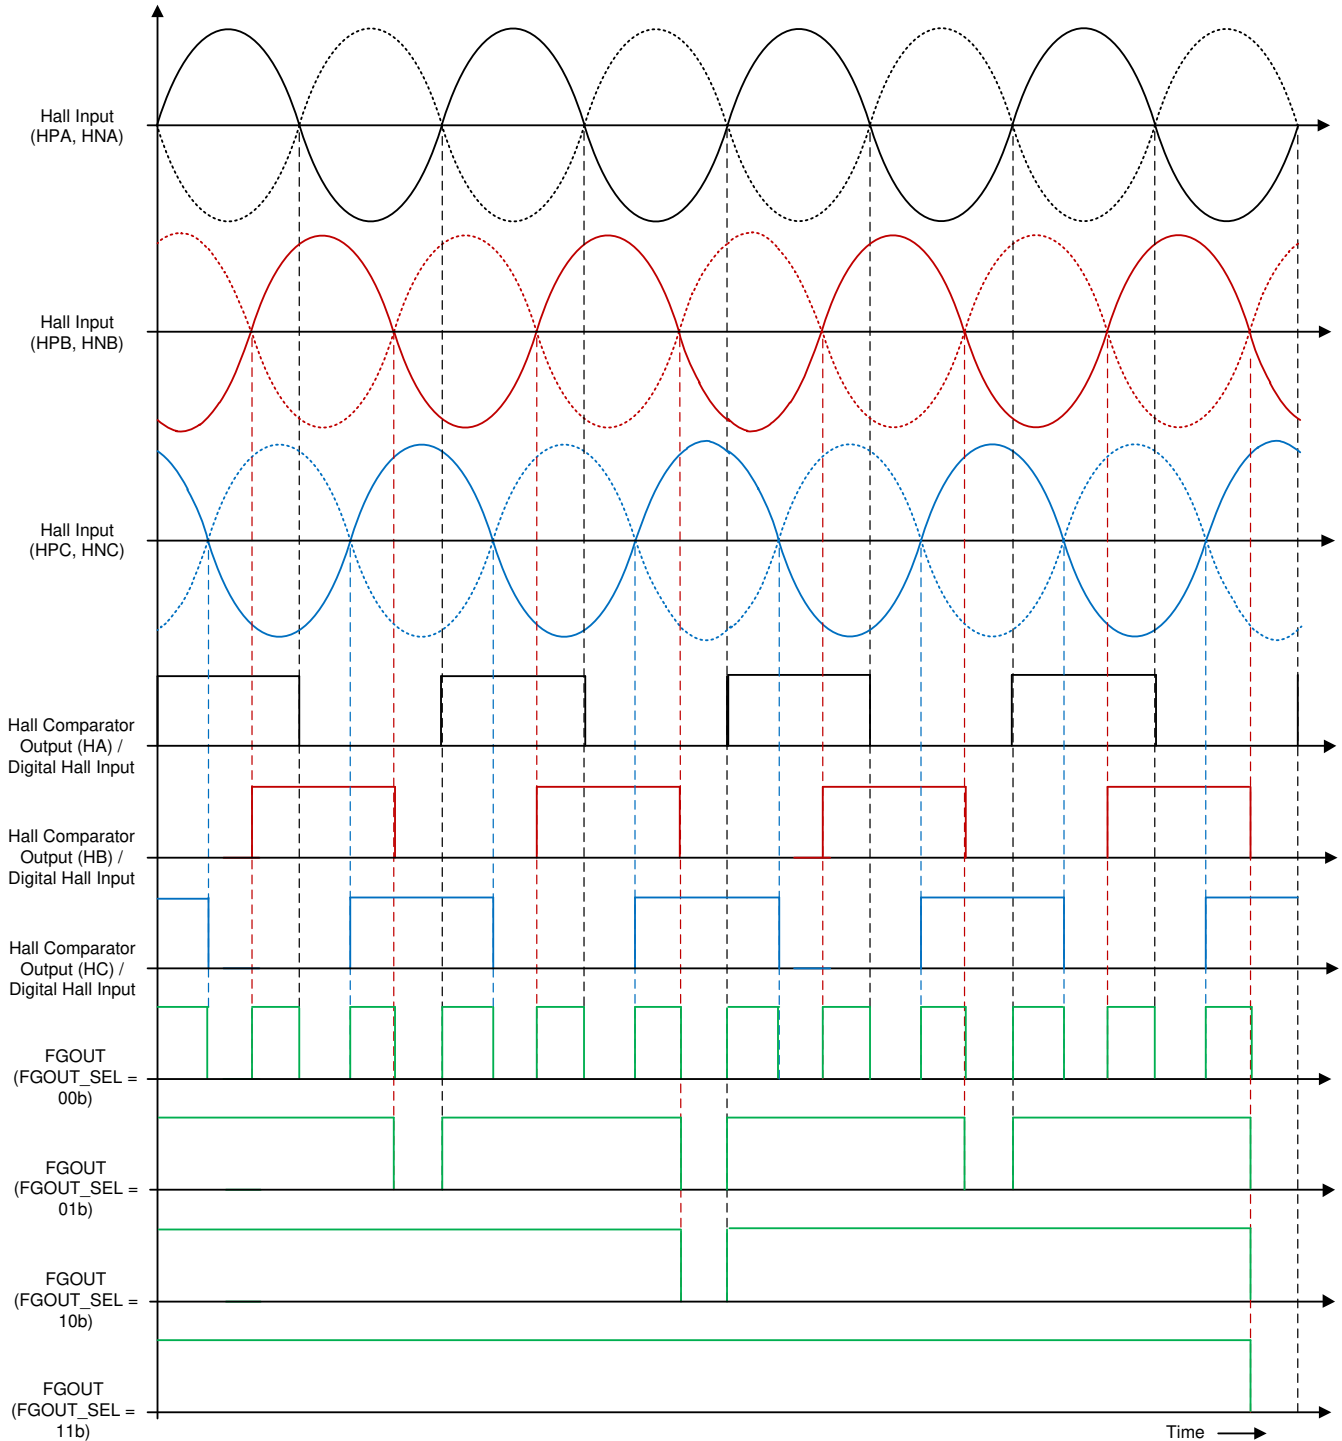 Hall Input
(HPA, HNA)
Hall Input
(HPB, HNB)
Hall Input
(HPC, HNC)
Hall Comparator
Output (HA) /
Digital Hall Input
Hall Comparator
Output (HB) /
Digital Hall Input
Hall Comparator
Output (HC) /
Digital Hall Input
FGOUT
(FGOUT_SEL =
00b)
FGOUT
(FGOUT_SEL =
01b)
FGOUT
(FGOUT_SEL =
10b)
FGOUT
(FGOUT_SEL =
11b)
Time